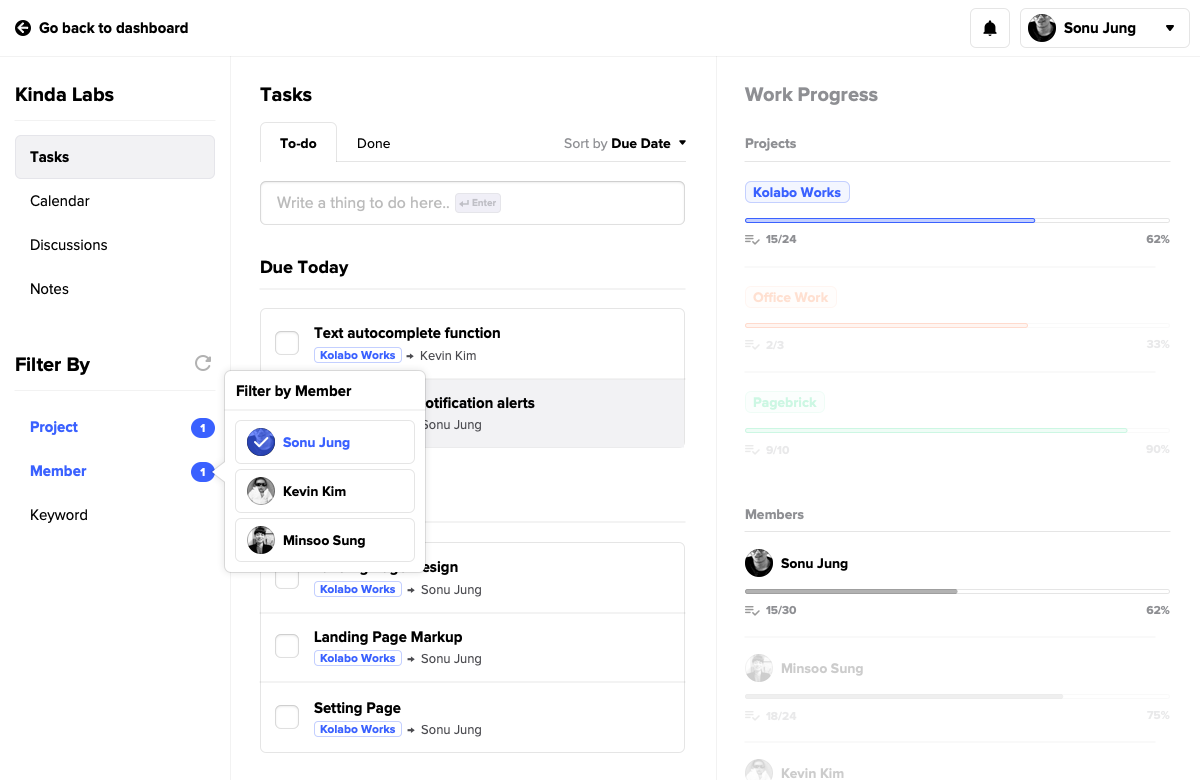 Go back to dashboard
Sonu Jung
Kinda Labs
Tasks
Calendar
Discussions
Notes
Filter By
Project 1
Member 1
Keyword
Tasks
To-do Done Sort by Due Date
Write a thing to do here.. Enter
Due Today
Text autocomplete function
Kolabo Works Kevin Kim
otification alerts
Sonu Jung
Filter by Member
Sonu Jung
Kevin Kim
Minsoo Sung
esign
Kolabo Works Sonu Jung
Landing Page Markup
Kolabo Works Sonu Jung
Setting Page
Kolabo Works Sonu Jung
Work Progress
Projects
Kolabo Works
15/24 62%
Office Work
2/3 33%
Pagebrick
9/10 90%
Members
Sonu Jung
15/30 62%
Minsoo Sung
18/24 75%
Kevin Kim